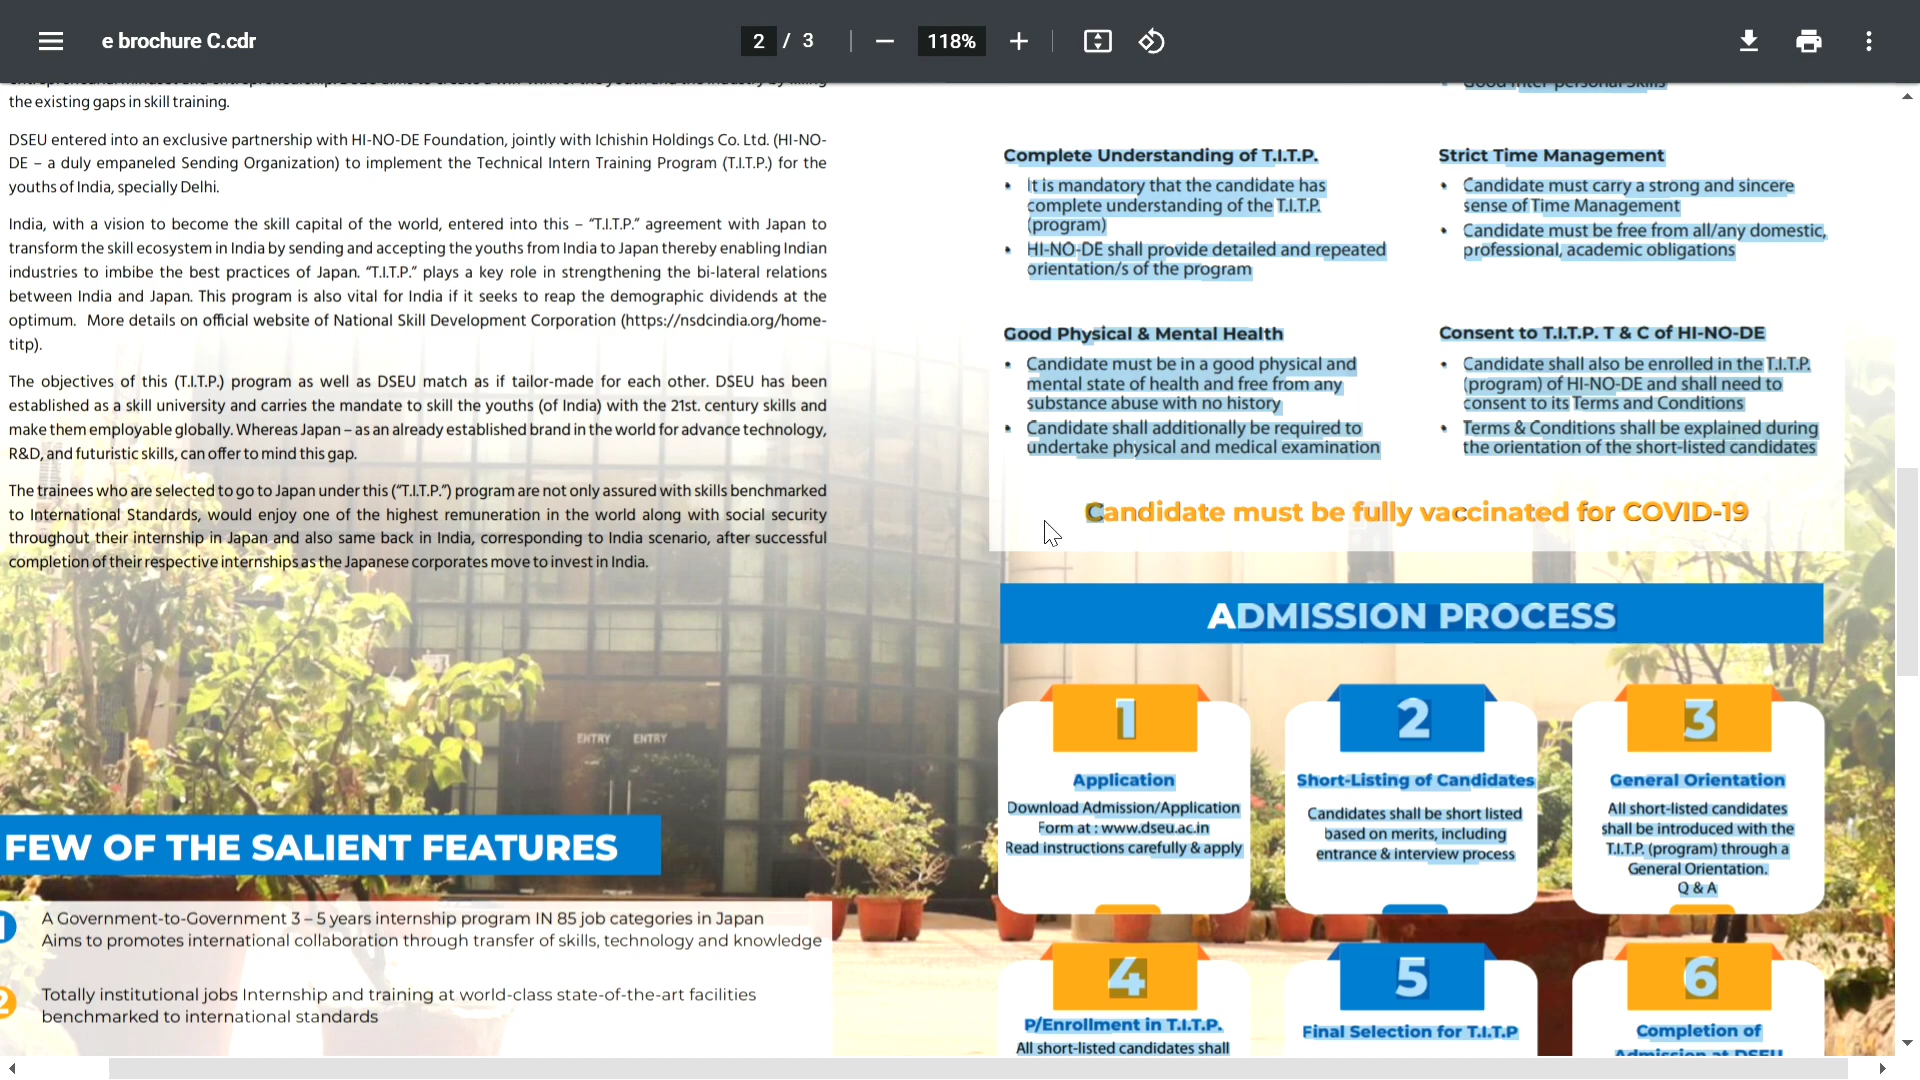 e brochure C.cdr
2 / 3
118%
the existing gaps in skill training.
DSEU entered into an exclusive partnership with HI-NO-DE Foundation, jointly with Ichishin Holdings Co. Ltd. (HI-NO-
DE – a duly empaneled Sending Organization) to implement the Technical Intern Training Program (T.I.T.P.) for the
youths of India, specially Delhi.
India, with a vision to become the skill capital of the world, entered into this – “T.I.T.P.” agreement with Japan to
transform the skill ecosystem in India by sending and accepting the youths from India to Japan thereby enabling Indian
industries to imbibe the best practices of Japan. “T.I.T.P.” plays a key role in strengthening the bi-lateral relations
between India and Japan. This program is also vital for India if it seeks to reap the demographic dividends at the
optimum. More details on official website of National Skill Development Corporation (https://nsdcindia.org/home-
titp).
The objectives of this (T.I.T.P.) program as well as DSEU match as if tailor-made for each other. DSEU has been
established as a skill university and carries the mandate to skill the youths (of India) with the 21st. century skills and
make them employable globally. Whereas Japan – as an already established brand in the world for advance technology,
R&D, and futuristic skills, can offer to mind this gap.
The trainees who are selected to go to Japan under this (“T.I.T.P.”) program are not only assured with skills benchmarked
to International Standards, would enjoy one of the highest remuneration in the world along with social security
throughout their internship in Japan and also same back in India, corresponding to India scenario, after successful
completion of their respective internships as the Japanese corporates move to invest in India.
ENTRY ENTRY
FEW OF THE SALIENT FEATURES
1
A Government-to-Government 3 – 5 years internship program IN 85 job categories in Japan
Aims to promotes international collaboration through transfer of skills, technology and knowledge
2
Totally institutional jobs Internship and training at world-class state-of-the-art facilities
benchmarked to international standards
Good Inter-personal Skills
Complete Understanding of T.I.T.P.
• It is mandatory that the candidate has
complete understanding of the T.I.T.P.
(program)
• HI-NO-DE shall provide detailed and repeated
orientation/s of the program
Strict Time Management
• Candidate must carry a strong and sincere
sense of Time Management
• Candidate must be free from all/any domestic,
professional, academic obligations
Good Physical & Mental Health
• Candidate must be in a good physical and
mental state of health and free from any
substance abuse with no history
• Candidate shall additionally be required to
undertake physical and medical examination
Consent to T.I.T.P. T & C of HI-NO-DE
• Candidate shall also be enrolled in the T.I.T.P.
(program) of HI-NO-DE and shall need to
consent to its Terms and Conditions
• Terms & Conditions shall be explained during
the orientation of the short-listed candidates
Candidate must be fully vaccinated for COVID-19
ADMISSION PROCESS
1
Application
Download Admission/Application
Form at : www.dseu.ac.in
Read instructions carefully & apply
2
Short-Listing of Candidates
Candidates shall be short listed
based on merits, including
entrance & interview process
3
General Orientation
All short-listed candidates
shall be introduced with the
T.I.T.P. (program) through a
General Orientation.
Q & A
4
P/Enrollment in T.I.T.P.
All short-listed candidates shall
5
Final Selection for T.I.T.P
6
Completion of
Admission at DSEU